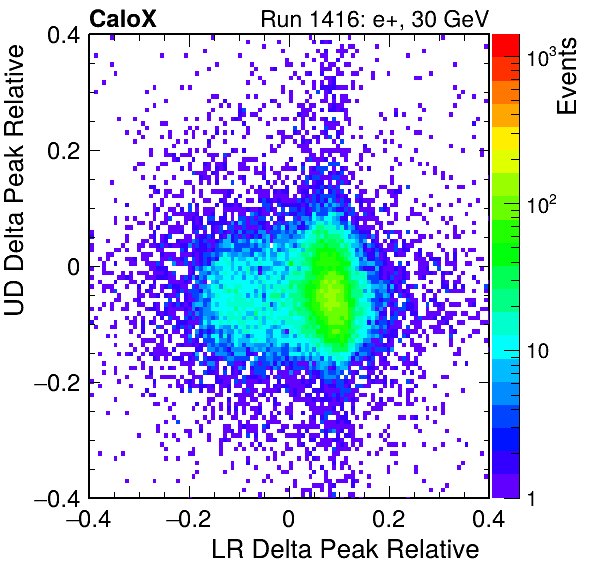 CaloX Run 1416: e+, 30 GeV
UD Delta Peak Relative
0.4
0.2
0
−0.2
−0.4
−0.4 −0.2 0 0.2 0.4
LR Delta Peak Relative
Events
10³
10²
10
1